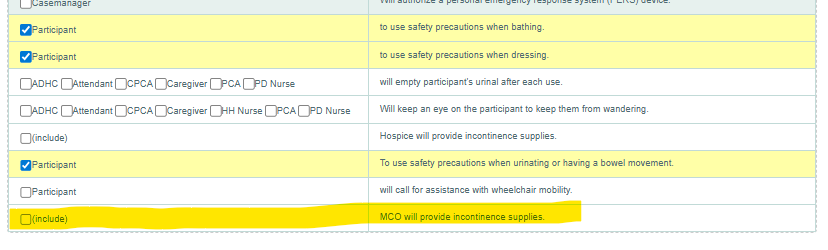 Casemanager Will authorize a personal emergency response system (PERS) device.
Participant to use safety precautions when bathing.
Participant to use safety precautions when dressing.
ADHC Attendant CPCA Caregiver PCA PD Nurse will empty participant's urinal after each use.
ADHC Attendant CPCA Caregiver HH Nurse PCA PD Nurse Will keep an eye on the participant to keep them from wandering.
(include) Hospice will provide incontinence supplies.
Participant To use safety precautions when urinating or having a bowel movement.
Participant will call for assistance with wheelchair mobility.
(include) MCO will provide incontinence supplies.